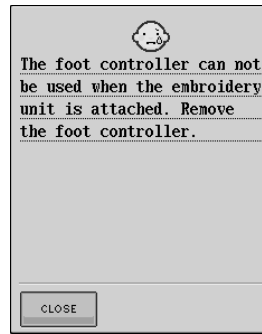 The foot controller can not
be used when the embroidery
unit is attached. Remove
the foot controller.
CLOSE